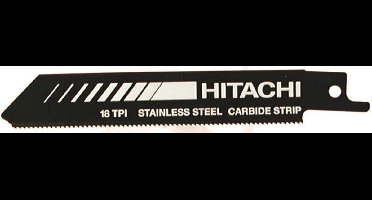 HITACHI
18 TPI STAINLESS STEEL CARBIDE STRIP